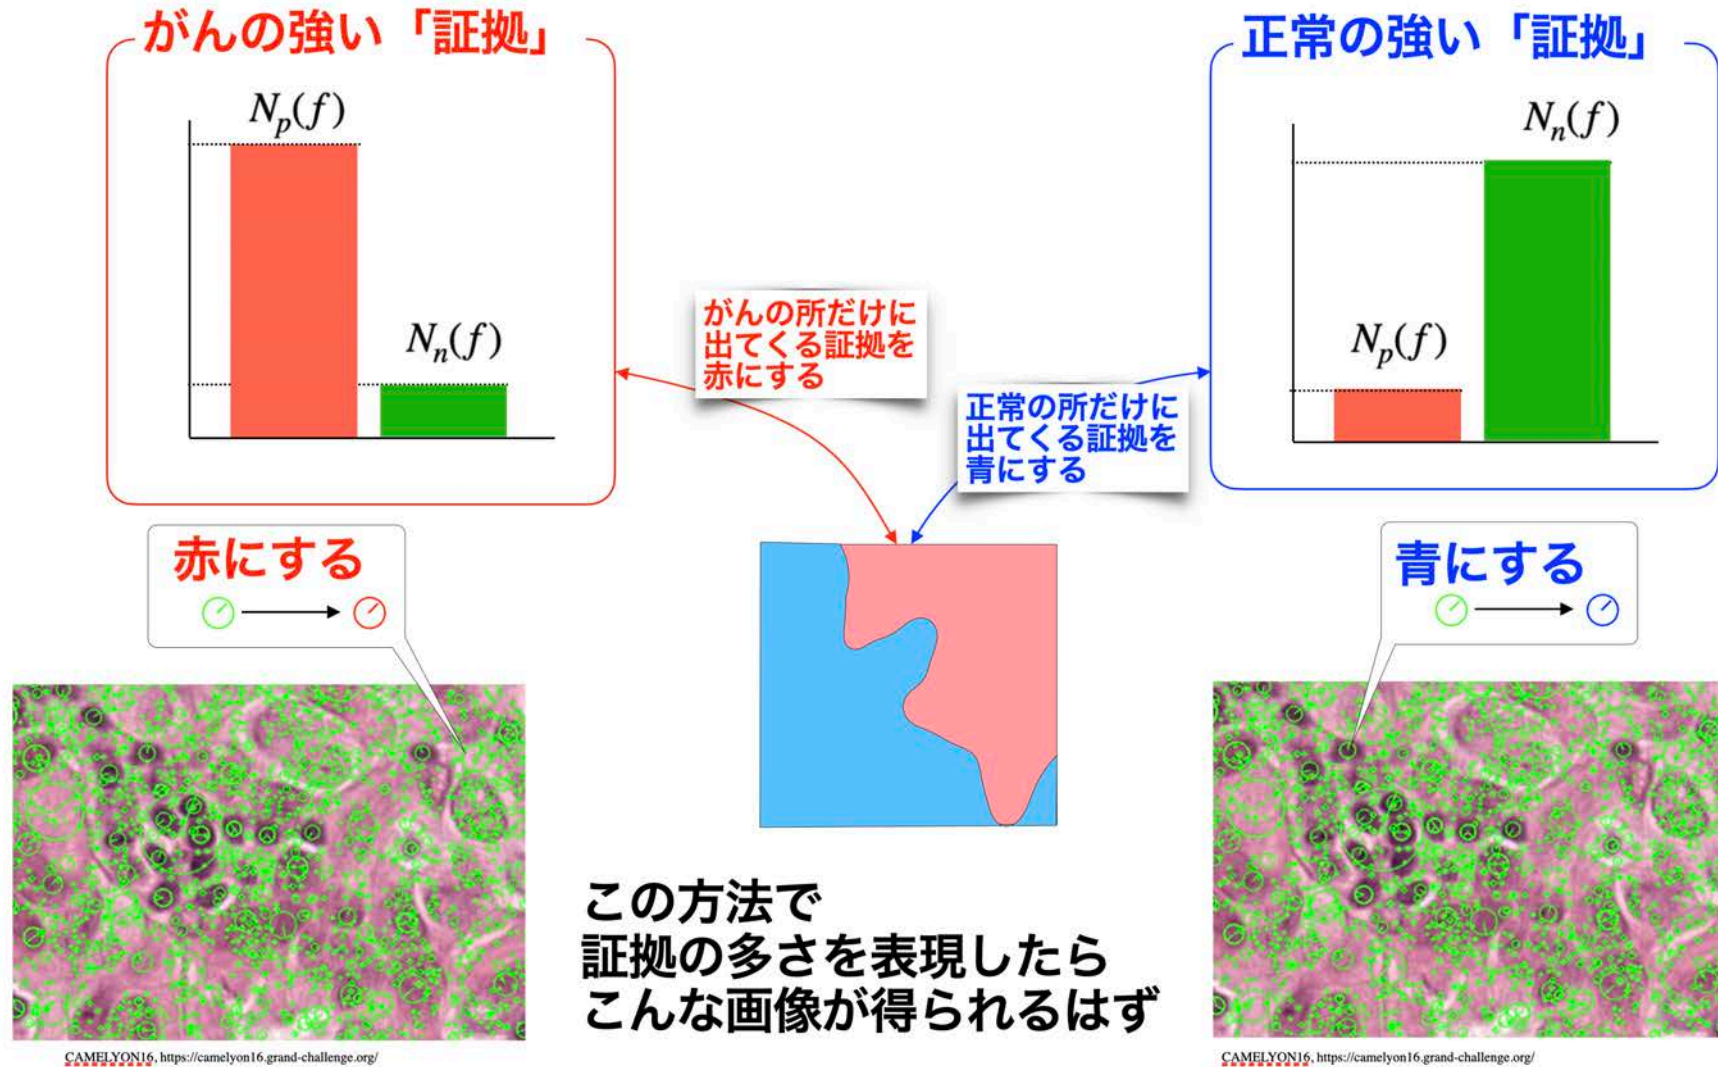 がんの強い「証拠」
N_p(f)
N_n(f)
正常の強い「証拠」
N_n(f)
N_p(f)
がんの所だけに
出てくる証拠を
赤にする
正常の所だけに
出てくる証拠を
青にする
赤にする
青にする
この方法で
証拠の多さを表現したら
こんな画像が得られるはず
CAMELYON16, https://camelyon16.grand-challenge.org/
CAMELYON16, https://camelyon16.grand-challenge.org/